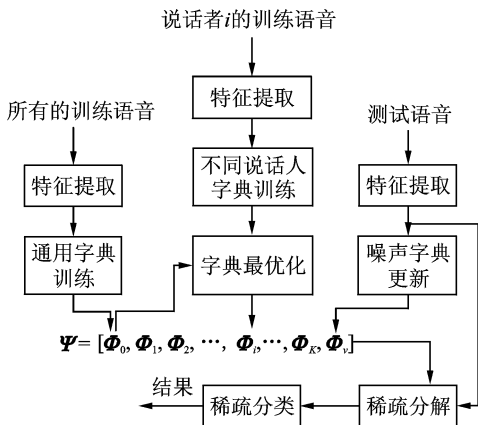 说话者i的训练语音
特征提取
所有的训练语音
测试语音
不同说话人
字典训练
特征提取
特征提取
通用字典
训练
字典最优化
噪声字典
更新
Ψ= [Φ₀, Φ₁, Φ₂, ···, Φᵢ,···, Φ_K, Φᵥ]
结果
稀疏分类
稀疏分解